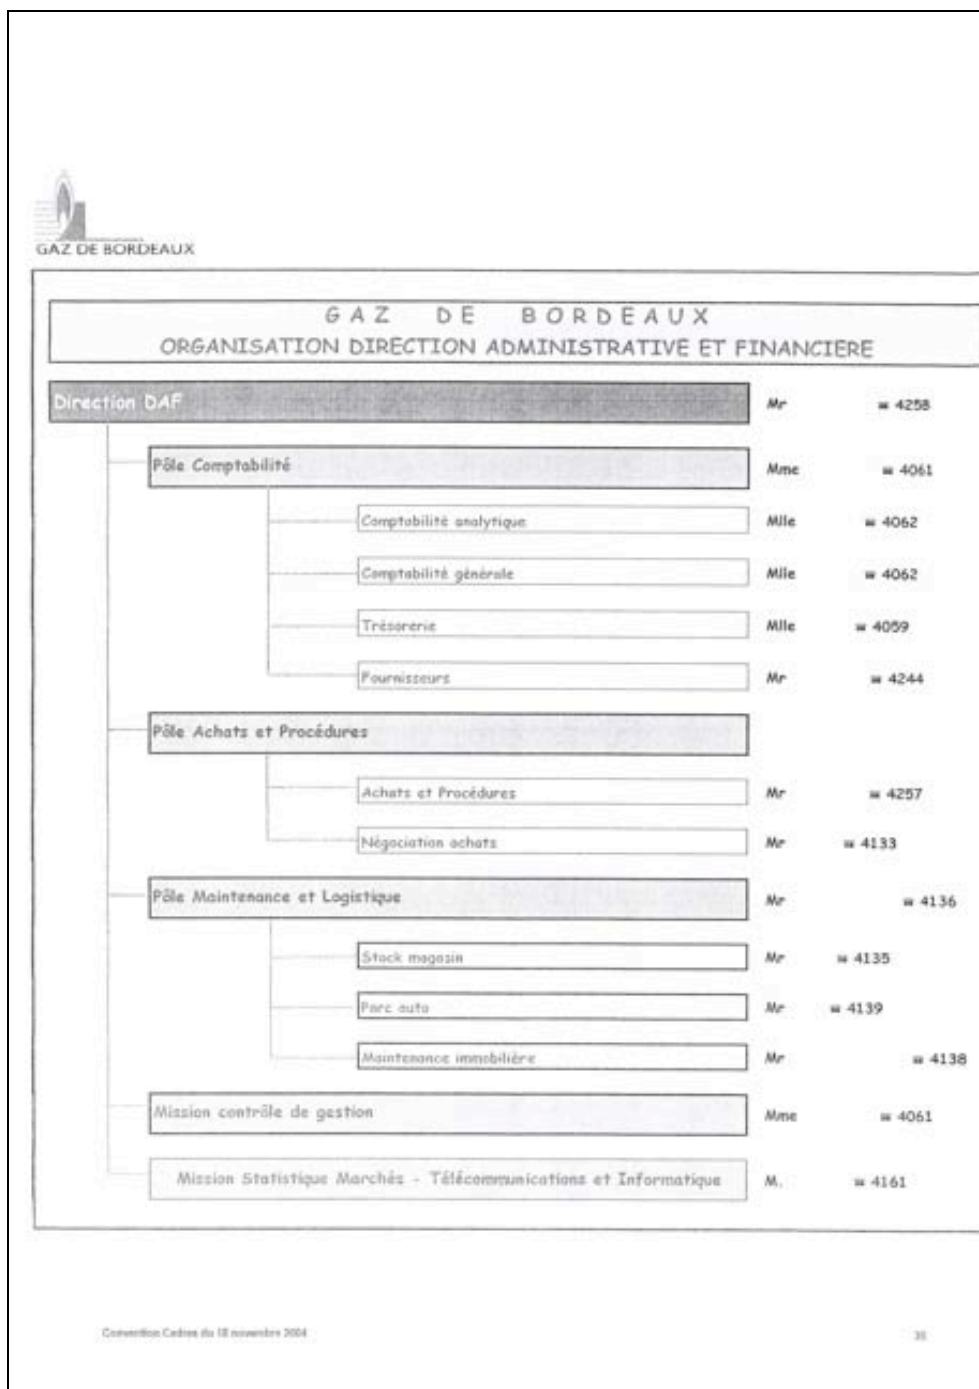 GAZ DE BORDEAUX
GAZ DE BORDEAUX
ORGANISATION DIRECTION ADMINISTRATIVE ET FINANCIERE
Direction DAF Mr ☎ 4258
Pôle Comptabilité Mme ☎ 4061
Comptabilité analytique Mlle ☎ 4062
Comptabilité générale Mlle ☎ 4062
Trésorerie Mlle ☎ 4059
Fournisseurs Mr ☎ 4244
Pôle Achats et Procédures
Achats et Procédures Mr ☎ 4257
Négociation achats Mr ☎ 4133
Pôle Maintenance et Logistique Mr ☎ 4136
Stock magasin Mr ☎ 4135
Parc auto Mr ☎ 4139
Maintenance immobilière Mr ☎ 4138
Mission contrôle de gestion Mme ☎ 4061
Mission Statistique Marchés - Télécommunications et Informatique M. ☎ 4161
Convention Cadres du 18 novembre 2004